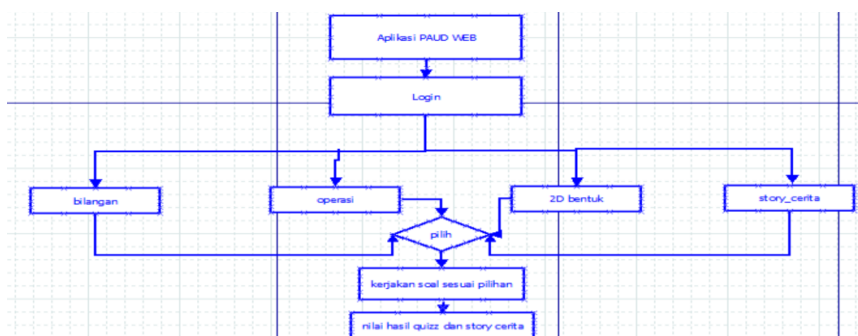 Aplikasi PAUD WEB
Login
bilangan
operasi
2D bentuk
story_cerita
pilih
kerjakan soal sesuai pilihan
nilai hasil quizz dan story cerita